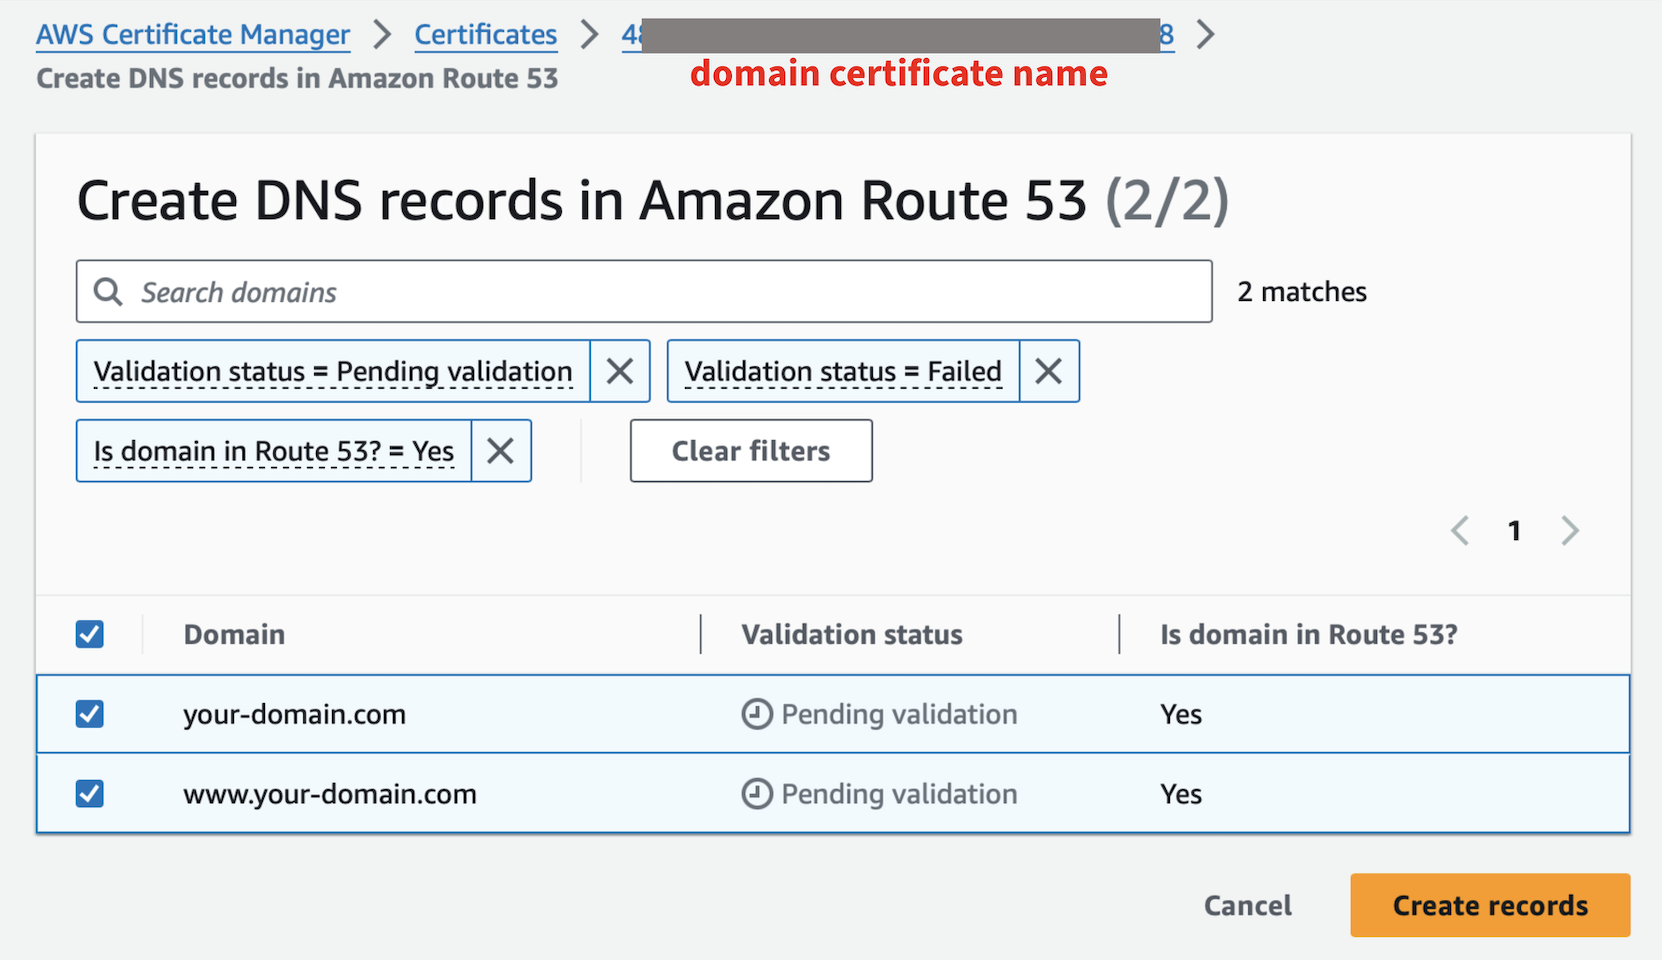 AWS Certificate Manager > Certificates > 48 8 >
domain certificate name
Create DNS records in Amazon Route 53
Create DNS records in Amazon Route 53 (2/2)
Search domains
2 matches
Validation status = Pending validation
Validation status = Failed
Is domain in Route 53? = Yes
Clear filters
1
Domain Validation status Is domain in Route 53?
your-domain.com Pending validation Yes
www.your-domain.com Pending validation Yes
Cancel Create records